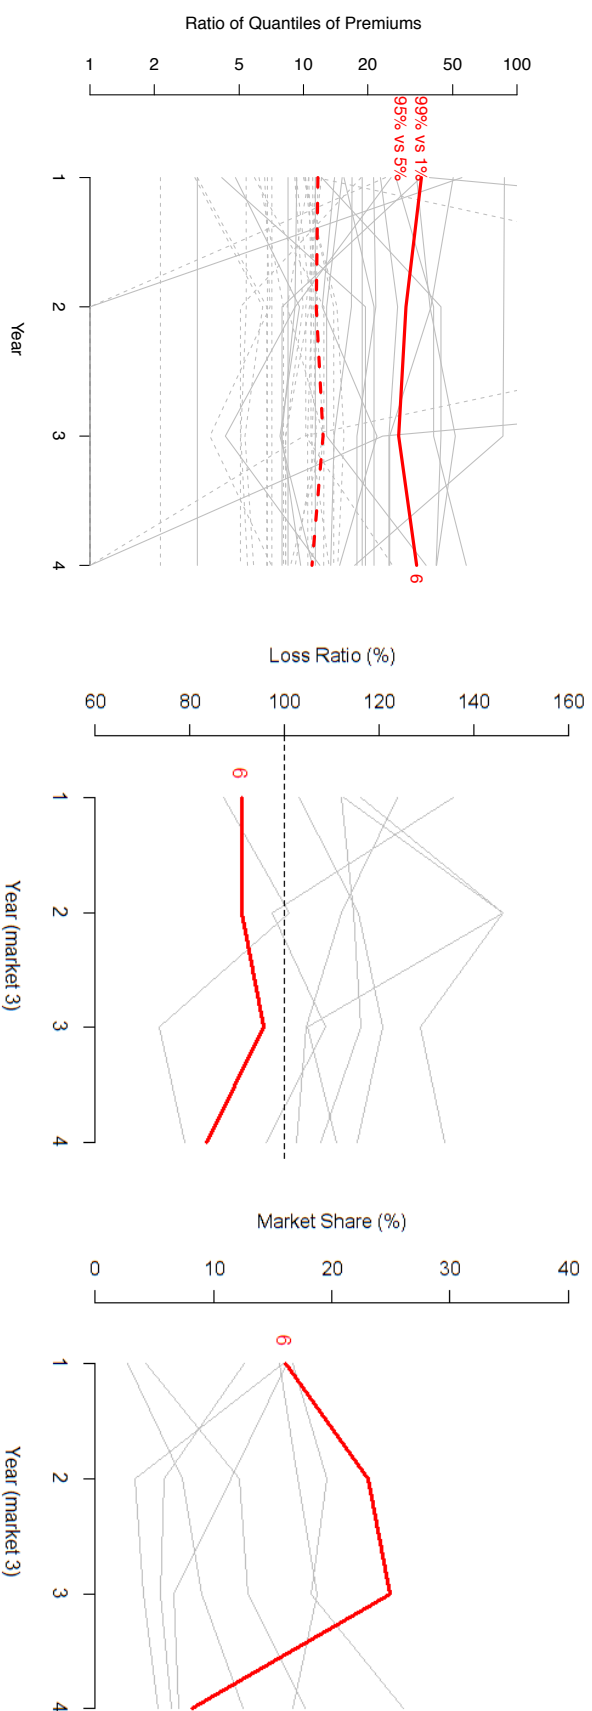 Ratio of Quantiles of Premiums
1 2 5 10 20 50 100
99% vs 1%
95% vs 5%
1
2
3
4
Year
6
Loss Ratio (%)
60 80 100 120 140 160
6
1
2
3
4
Year (market 3)
Market Share (%)
0 10 20 30 40
6
1
2
3
4
Year (market 3)